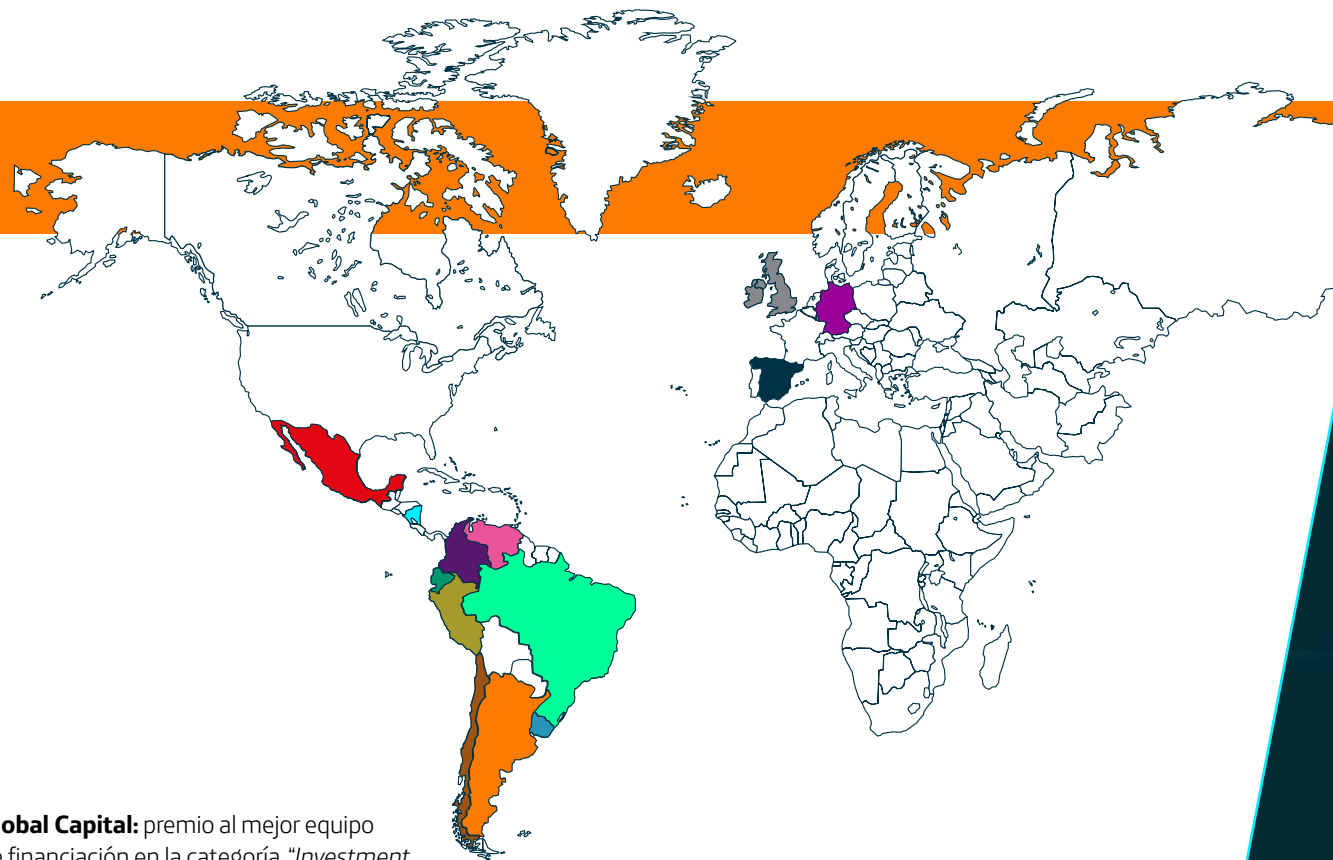 obal Capital: premio al mejor equipo
financiación en la categoría "Investment